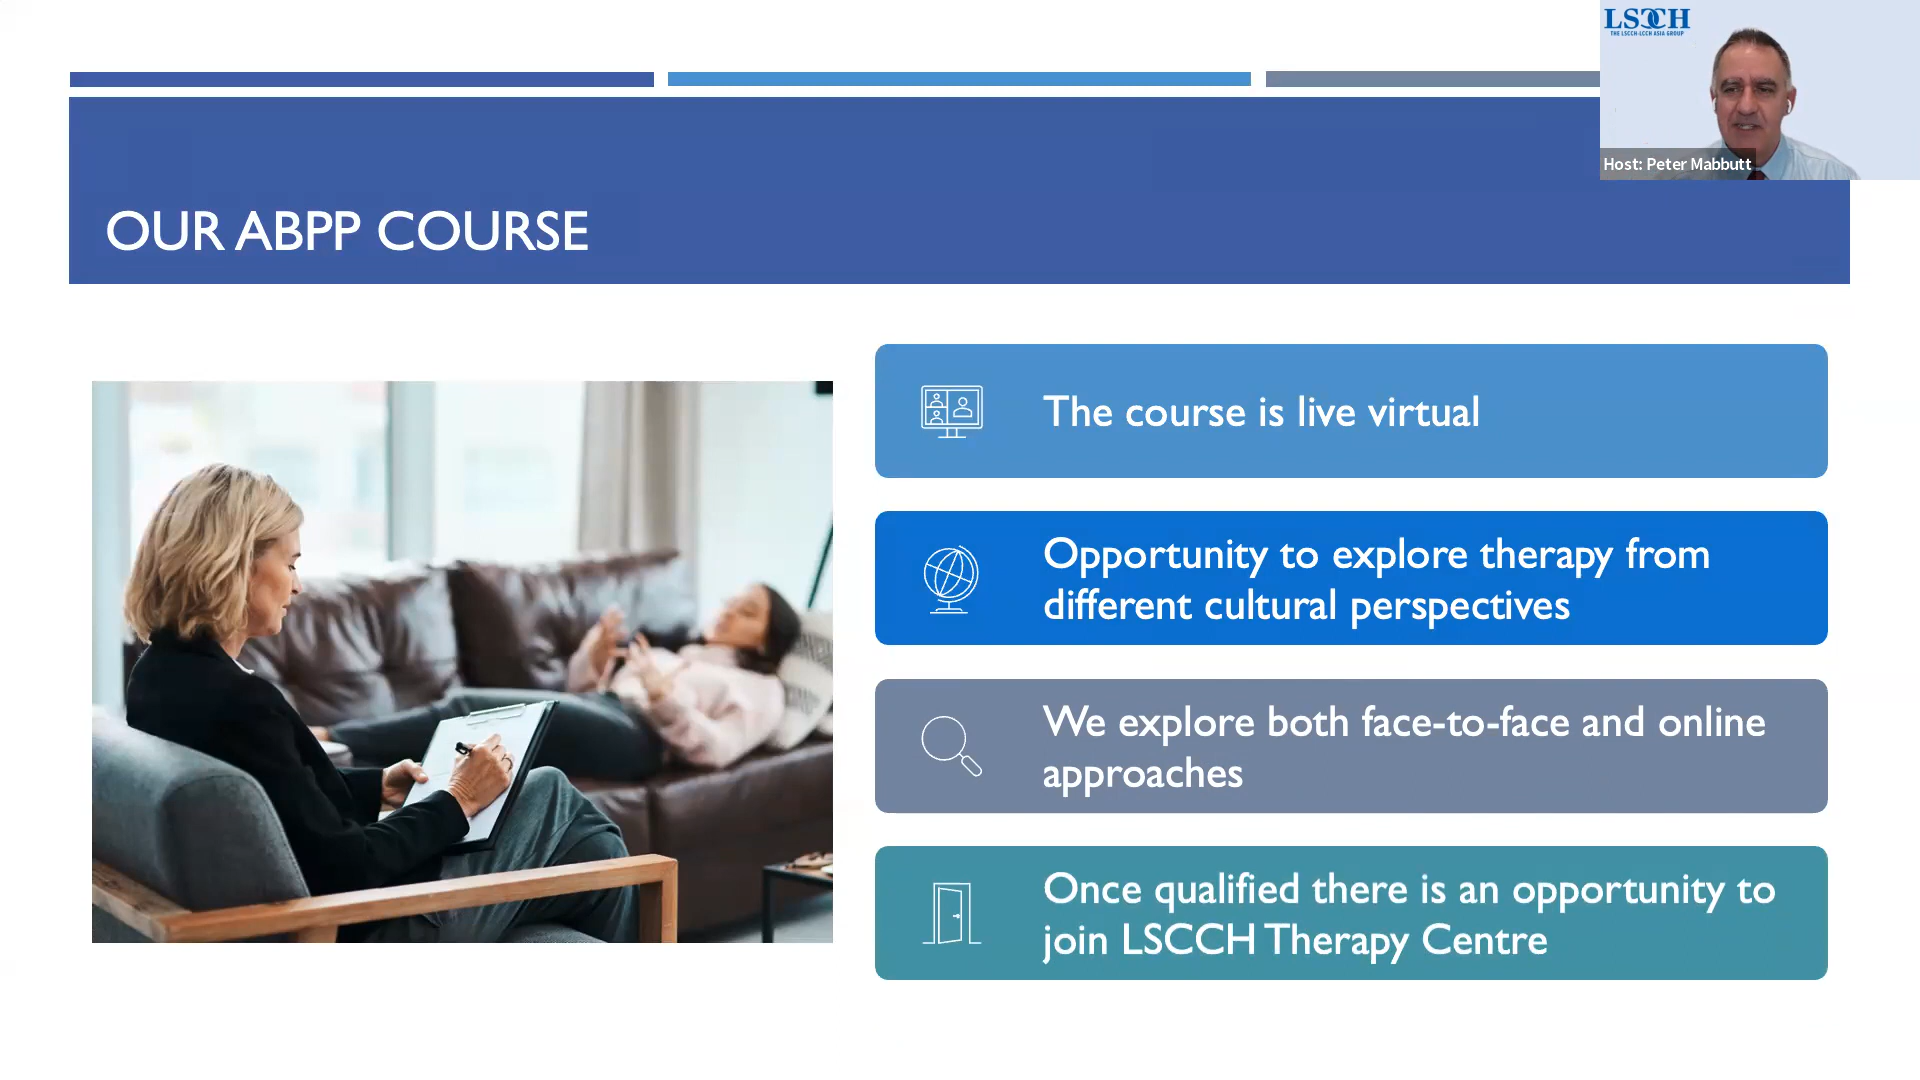 LSCCH
THE LSCCH-LCCH ASIA GROUP
Host: Peter Mabbutt
OUR ABPP COURSE
The course is live virtual
Opportunity to explore therapy from
different cultural perspectives
We explore both face-to-face and online
approaches
Once qualified there is an opportunity to
join LSCCH Therapy Centre